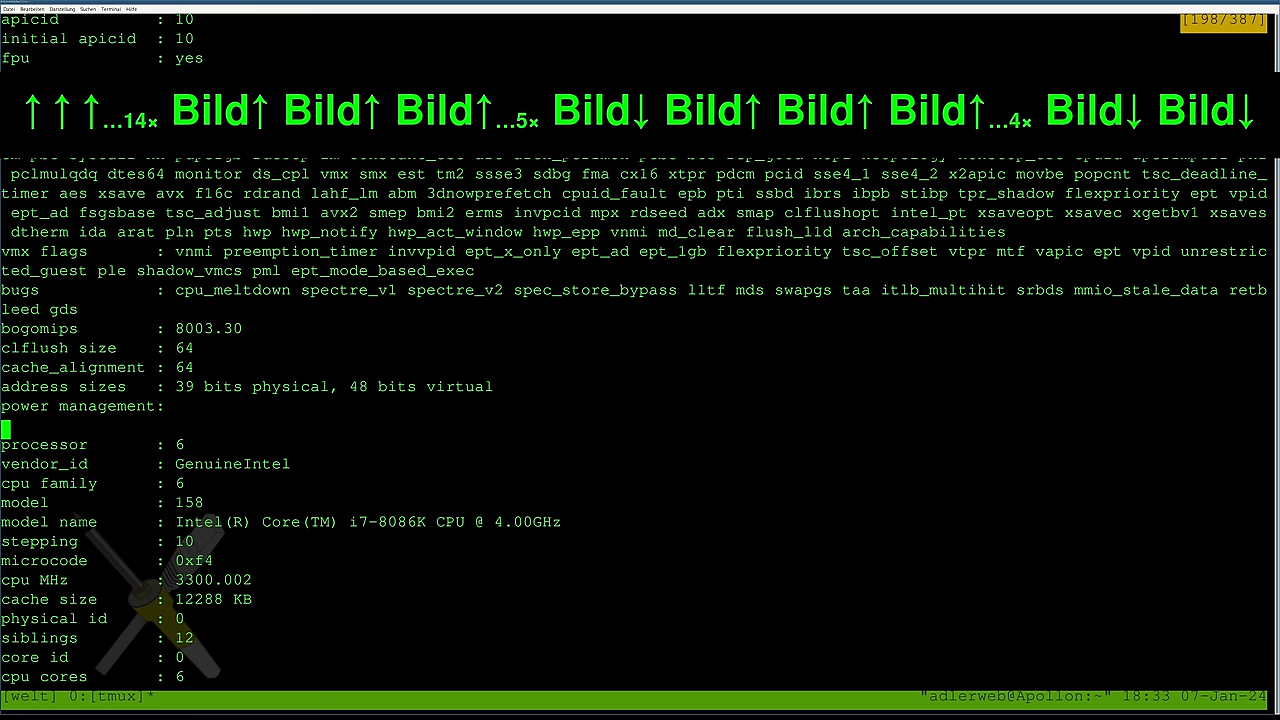 Datei Bearbeiten Darstellung Suchen Terminal Hilfe
apicid : 10 [198/387]
initial apicid : 10
fpu : yes
↑ ↑ ↑...14× Bild↑ Bild↑ Bild↑...5× Bild↓ Bild↑ Bild↑ Bild↑...4× Bild↓ Bild↓
pclmulqdq dtes64 monitor ds_cpl vmx smx est tm2 ssse3 sdbg fma cx16 xtpr pdcm pcid sse4_1 sse4_2 x2apic movbe popcnt tsc_deadline_
timer aes xsave avx f16c rdrand lahf_lm abm 3dnowprefetch cpuid_fault epb pti ssbd ibrs ibpb stibp tpr_shadow flexpriority ept vpid
ept_ad fsgsbase tsc_adjust bmi1 avx2 smep bmi2 erms invpcid mpx rdseed adx smap clflushopt intel_pt xsaveopt xsavec xgetbv1 xsaves
dtherm ida arat pln pts hwp hwp_notify hwp_act_window hwp_epp vnmi md_clear flush_l1d arch_capabilities
vmx flags : vnmi preemption_timer invvpid ept_x_only ept_ad ept_1gb flexpriority tsc_offset vtpr mtf vapic ept vpid unrestric
ted_guest ple shadow_vmcs pml ept_mode_based_exec
bugs : cpu_meltdown spectre_v1 spectre_v2 spec_store_bypass l1tf mds swapgs taa itlb_multihit srbds mmio_stale_data retb
leed gds
bogomips : 8003.30
clflush size : 64
cache_alignment : 64
address sizes : 39 bits physical, 48 bits virtual
power management:
processor : 6
vendor_id : GenuineIntel
cpu family : 6
model : 158
model name : Intel(R) Core(TM) i7-8086K CPU @ 4.00GHz
stepping : 10
microcode : 0xf4
cpu MHz : 3300.002
cache size : 12288 KB
physical id : 0
siblings : 12
core id : 0
cpu cores : 6
[welt] 0:[tmux]* "adlerweb@Apollon:~" 18:33 07-Jan-24